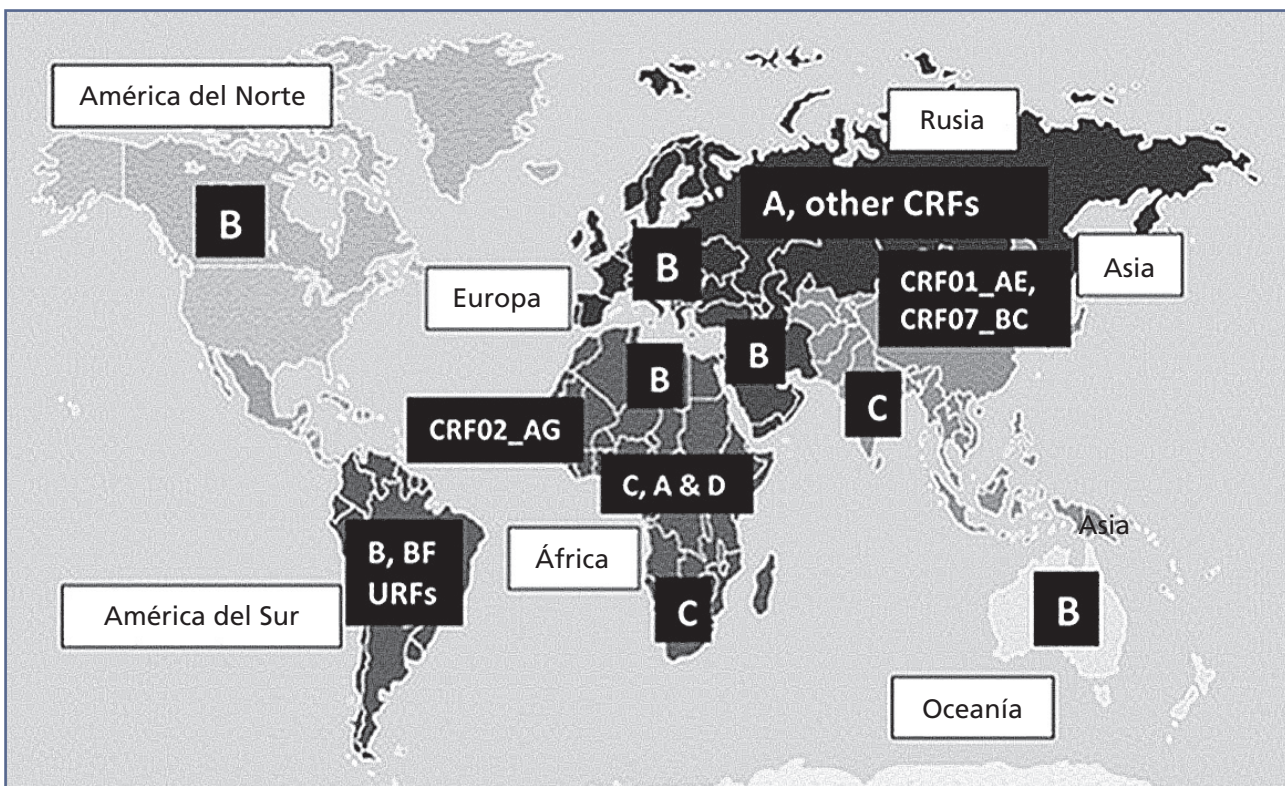 América del Norte
Rusia
B
A, other CRFs
B
Asia
Europa
CRF01_AE,
CRF07_BC
B
B
C
CRF02_AG
C, A & D
Asia
B, BF
URFs
África
América del Sur
C
B
Oceanía